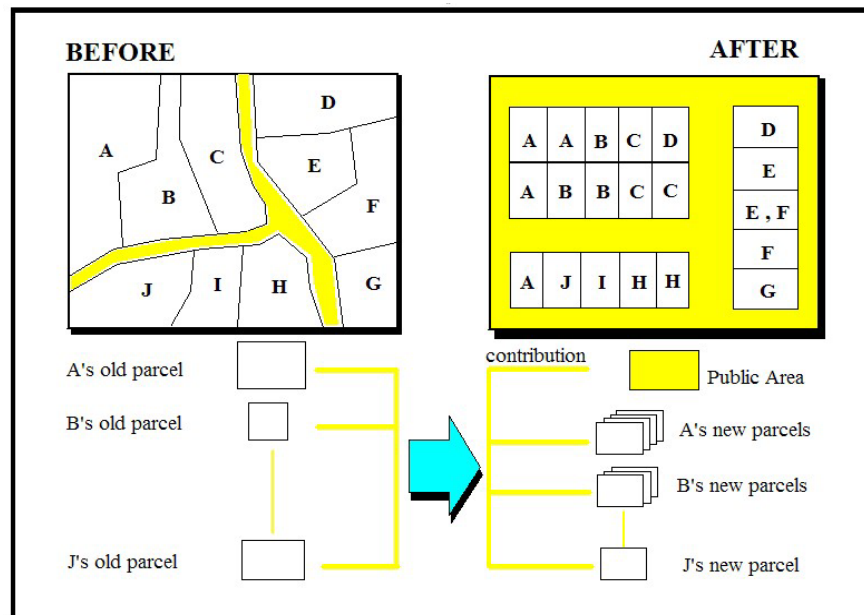 BEFORE
AFTER
A
B
C
D
E
F
G
H
I
J
A A B C D
A B B C C
A J I H H
D
E
E , F
F
G
A's old parcel
B's old parcel
J's old parcel
contribution
Public Area
A's new parcels
B's new parcels
J's new parcel